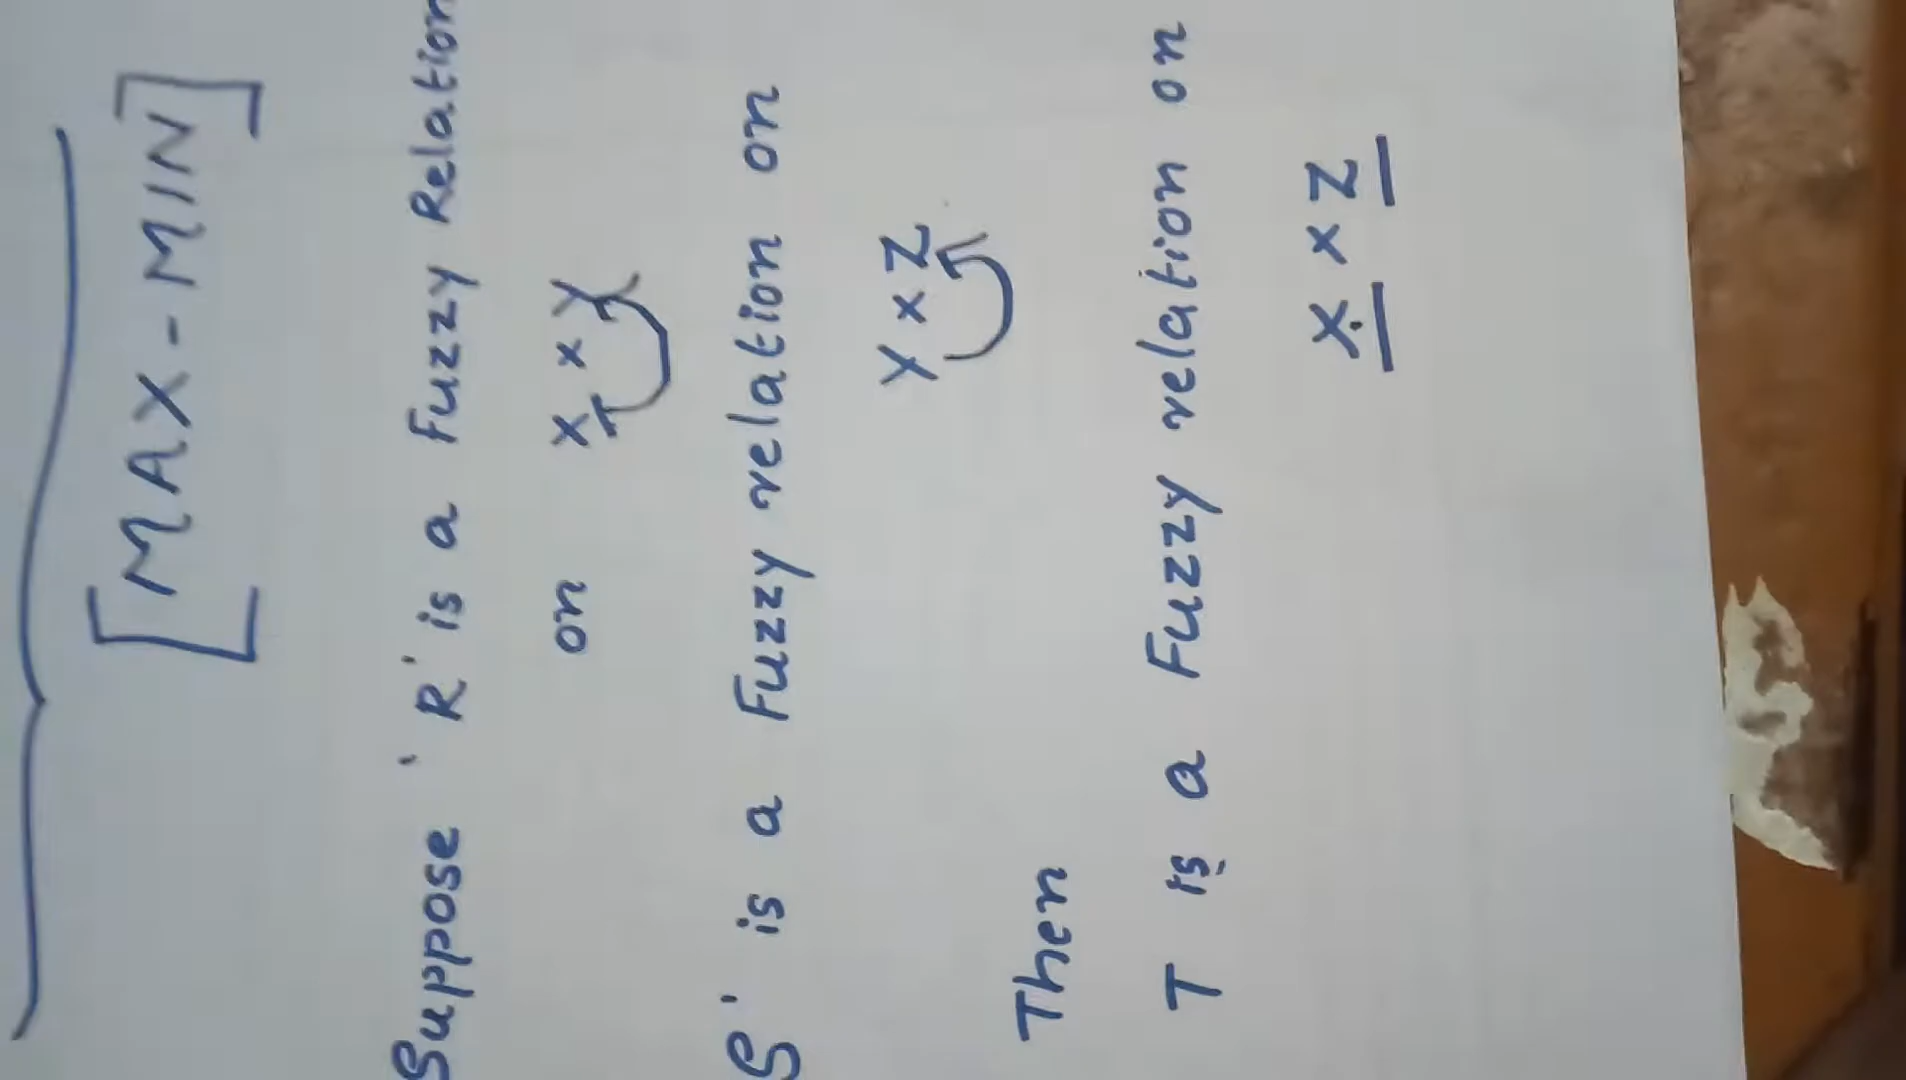 [MAX-MIN]
Suppose 'R' is a Fuzzy Relation
on X x Y
S' is a Fuzzy relation on
Y x Z
Then
T is a Fuzzy relation on
X x Z